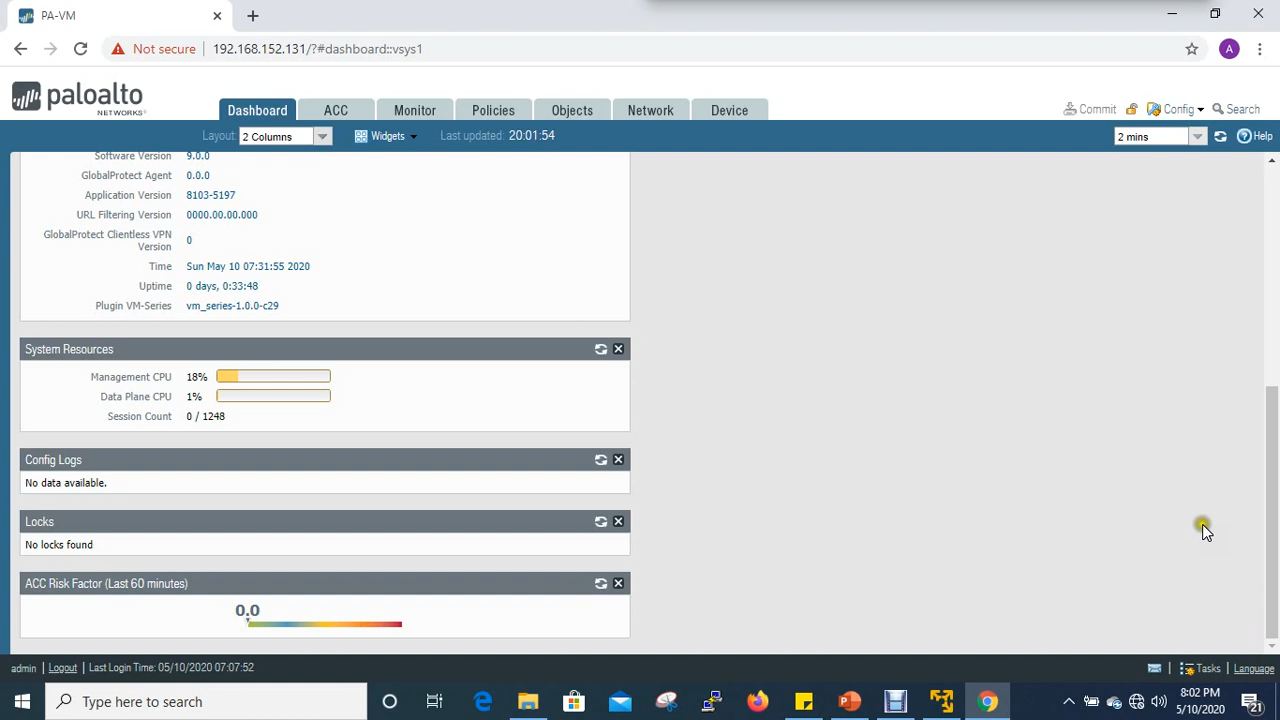 PA-VM
Not secure 192.168.152.131/?#dashboard::vsys1
A
paloalto
NETWORKS
Dashboard ACC Monitor Policies Objects Network Device
Commit Config Search
Layout: 2 Columns Widgets Last updated: 20:01:54 2 mins Help
Software Version 9.0.0
GlobalProtect Agent 0.0.0
Application Version 8103-5197
URL Filtering Version 0000.00.00.000
GlobalProtect Clientless VPN
Version 0
Time Sun May 10 07:31:55 2020
Uptime 0 days, 0:33:48
Plugin VM-Series vm_series-1.0.0-c29
System Resources
Management CPU 18%
Data Plane CPU 1%
Session Count 0 / 1248
Config Logs
No data available.
Locks
No locks found
ACC Risk Factor (Last 60 minutes)
0.0
admin | Logout | Last Login Time: 05/10/2020 07:07:52 | Tasks | Language
Type here to search
8:02 PM
5/10/2020
21